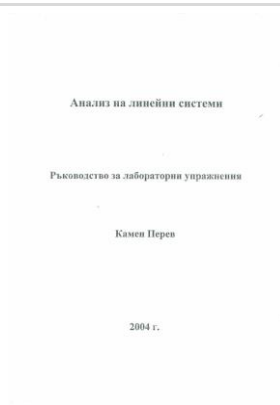 Анализ на линейни системи
Ръководство за лабораторни упражнения
Камен Перев
2004 г.